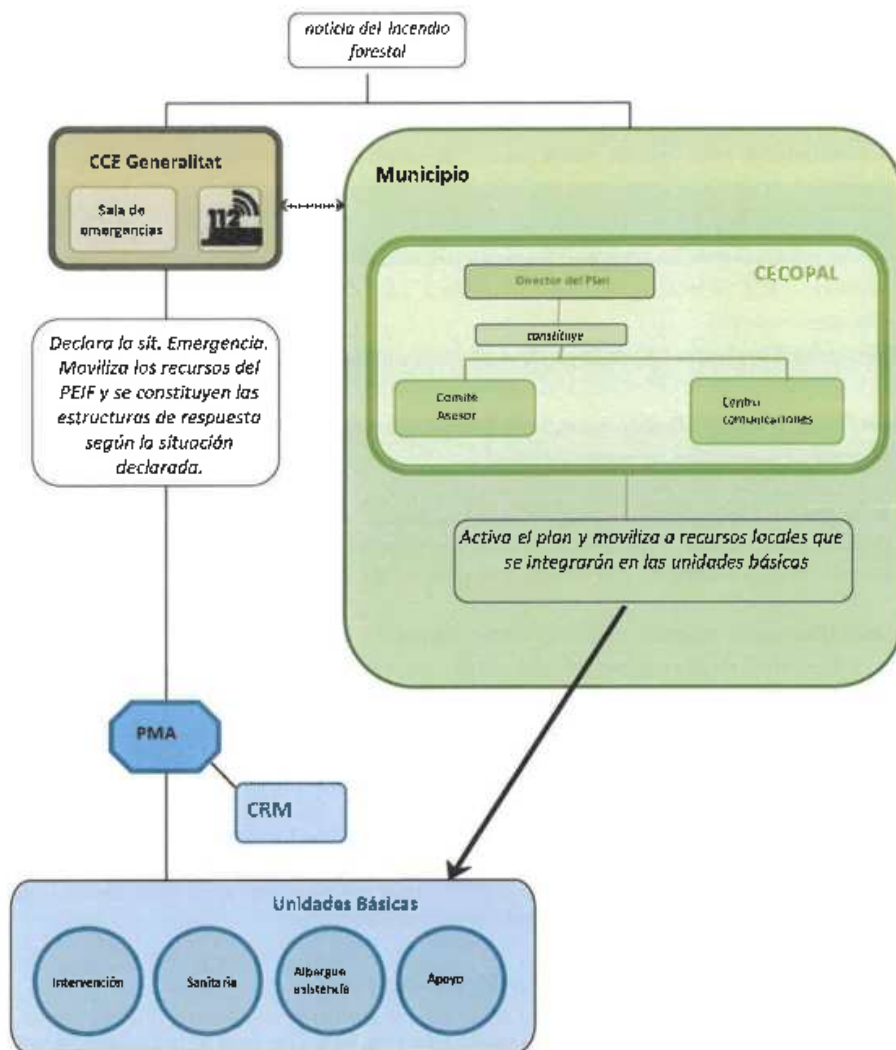 noticia del incendio
forestal
CCE Generalitat
Sala de
emergencias
112
Municipio
CECOPAL
Director del Plan
constituye
Comité
Asesor
Centro
comunicaciones
Declara la sit. Emergencia.
Moviliza los recursos del
PEIF y se constituyen las
estructuras de respuesta
según la situación
declarada.
Activa el plan y moviliza a recursos locales que
se integrarán en las unidades básicas
PMA
CRM
Unidades Básicas
Intervención
Sanitaria
Albergue
asistencia
Apoyo